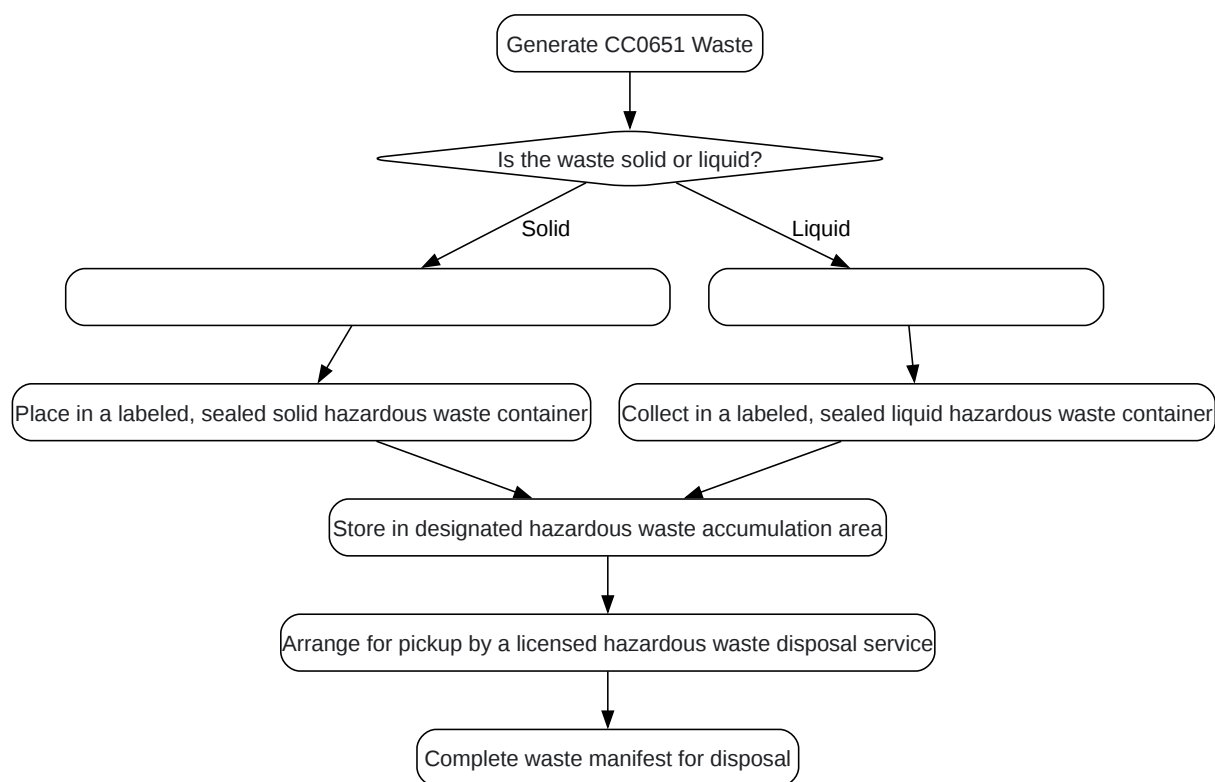 Generate CC0651 Waste
Is the waste solid or liquid?
Solid
Liquid
Place in a labeled, sealed solid hazardous waste container
Collect in a labeled, sealed liquid hazardous waste container
Store in designated hazardous waste accumulation area
Arrange for pickup by a licensed hazardous waste disposal service
Complete waste manifest for disposal